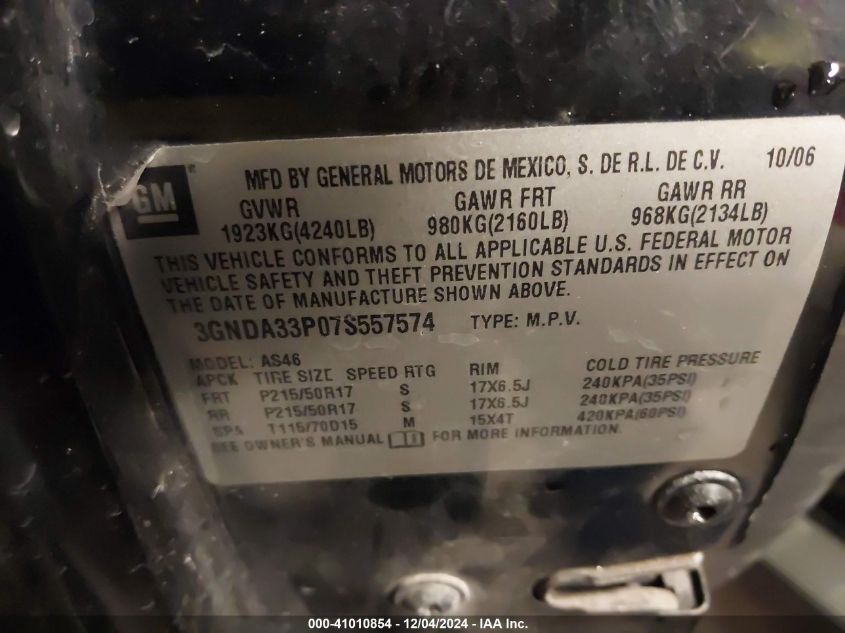 GM
MFD BY GENERAL MOTORS DE MEXICO, S. DE R.L. DE C.V. 10/06
GVWR GAWR FRT GAWR RR
1923KG(4240LB) 980KG(2160LB) 968KG(2134LB)
THIS VEHICLE CONFORMS TO ALL APPLICABLE U.S. FEDERAL MOTOR
VEHICLE SAFETY AND THEFT PREVENTION STANDARDS IN EFFECT ON
THE DATE OF MANUFACTURE SHOWN ABOVE.
3GNDA33P07S557574 TYPE: M.P.V.
MODEL: AS46
APCK TIRE SIZE SPEED RTG RIM COLD TIRE PRESSURE
FRT P215/50R17 S 17X6.5J 240KPA(35PSI)
RR P215/50R17 S 17X6.5J 240KPA(35PSI)
SPA T115/70D15 M 15X4T 420KPA(60PSI)
SEE OWNER'S MANUAL FOR MORE INFORMATION.
000-41010854 - 12/04/2024 - IAA Inc.